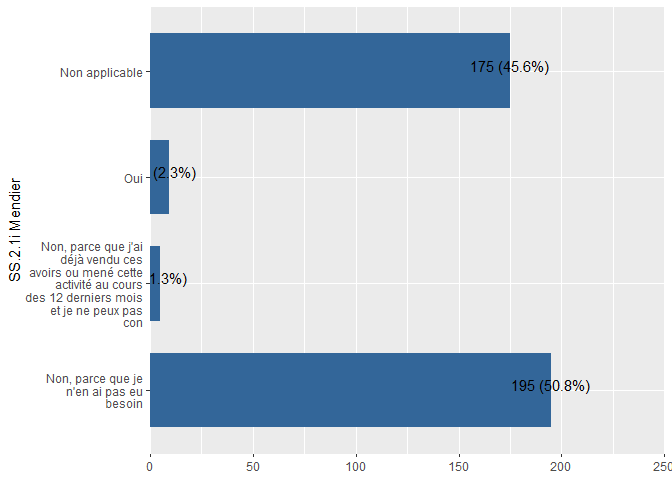 SS.2.1i Mendier
Non applicable
175 (45.6%)
Oui
(2.3%)
Non, parce que j'ai
déjà vendu ces
avoirs ou mené cette
activité au cours
des 12 derniers mois
et je ne peux pas
con
1.3%)
Non, parce que je
n'en ai pas eu
besoin
195 (50.8%)
0 50 100 150 200 250